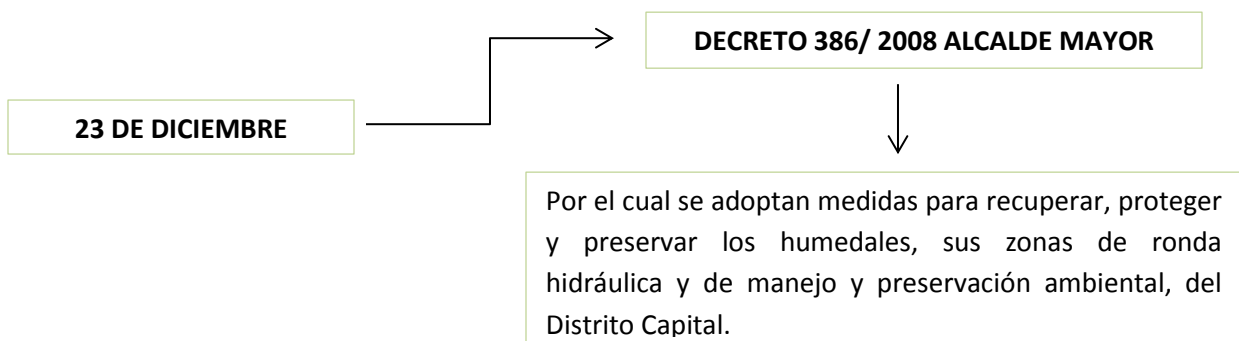 DECRETO 386/ 2008 ALCALDE MAYOR
23 DE DICIEMBRE
Por el cual se adoptan medidas para recuperar, proteger
y preservar los humedales, sus zonas de ronda
hidráulica y de manejo y preservación ambiental, del
Distrito Capital.